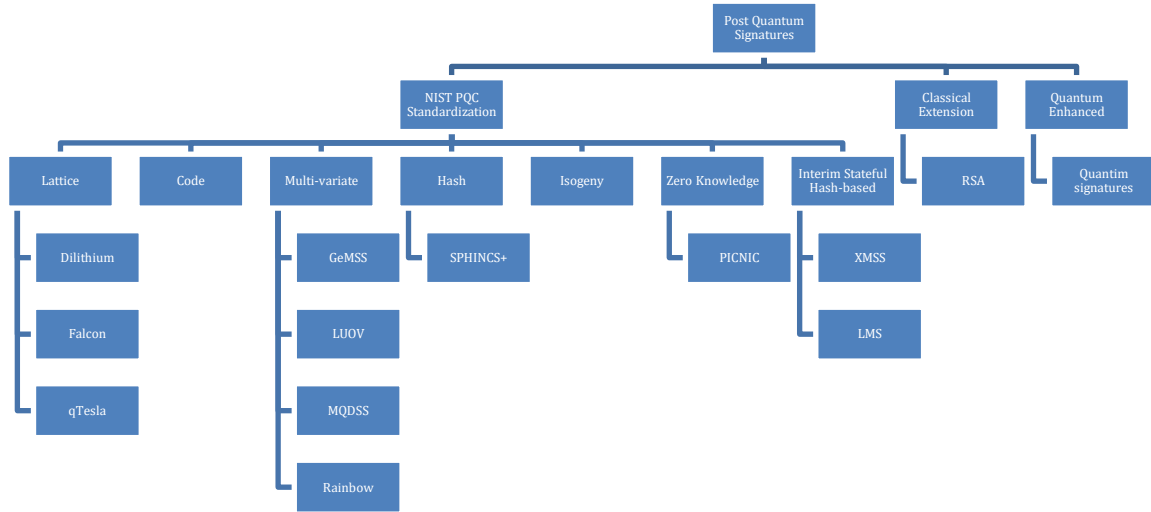 Post Quantum
Signatures
NIST PQC
Standardization
Classical
Extension
Quantum
Enhanced
Lattice
Code
Multi-variate
Hash
Isogeny
Zero Knowledge
Interim Stateful
Hash-based
RSA
Quantim
signatures
Dilithium
GeMSS
SPHINCS+
PICNIC
XMSS
Falcon
LUOV
LMS
qTesla
MQDSS
Rainbow